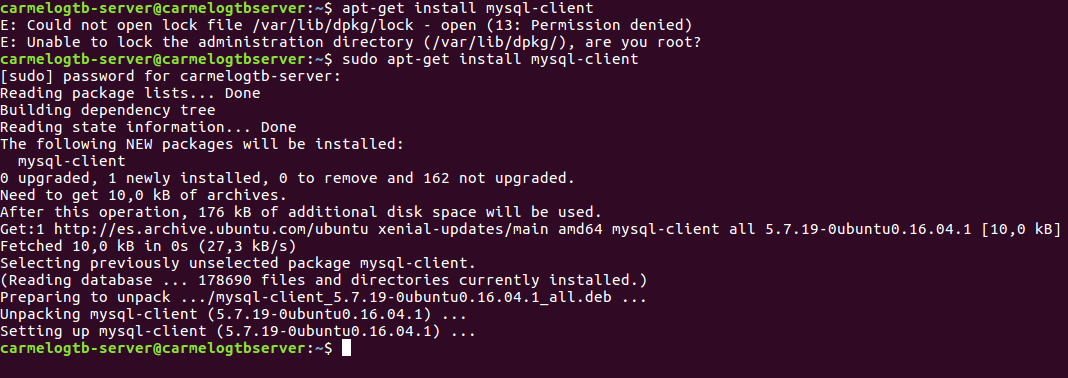 carmelogtb-server@carmelogtbserver:~$ apt-get install mysql-client
E: Could not open lock file /var/lib/dpkg/lock - open (13: Permission denied)
E: Unable to lock the administration directory (/var/lib/dpkg/), are you root?
carmelogtb-server@carmelogtbserver:~$ sudo apt-get install mysql-client
[sudo] password for carmelogtb-server:
Reading package lists... Done
Building dependency tree
Reading state information... Done
The following NEW packages will be installed:
  mysql-client
0 upgraded, 1 newly installed, 0 to remove and 162 not upgraded.
Need to get 10,0 kB of archives.
After this operation, 176 kB of additional disk space will be used.
Get:1 http://es.archive.ubuntu.com/ubuntu xenial-updates/main amd64 mysql-client all 5.7.19-0ubuntu0.16.04.1 [10,0 kB]
Fetched 10,0 kB in 0s (27,3 kB/s)
Selecting previously unselected package mysql-client.
(Reading database ... 178690 files and directories currently installed.)
Preparing to unpack .../mysql-client_5.7.19-0ubuntu0.16.04.1_all.deb ...
Unpacking mysql-client (5.7.19-0ubuntu0.16.04.1) ...
Setting up mysql-client (5.7.19-0ubuntu0.16.04.1) ...
carmelogtb-server@carmelogtbserver:~$